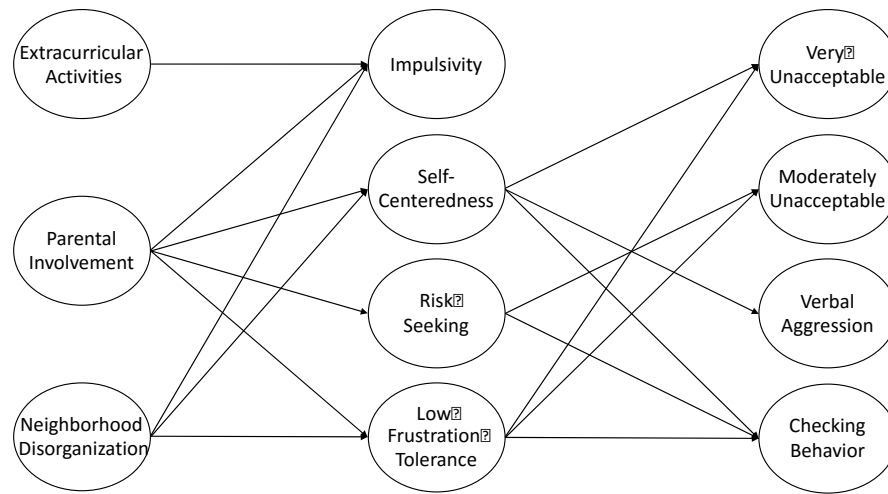 Extracurricular
Activities
Impulsivity
Very
Unacceptable
Self-
Centeredness
Moderately
Unacceptable
Parental
Involvement
Risk
Seeking
Verbal
Aggression
Neighborhood
Disorganization
Low
Frustration
Tolerance
Checking
Behavior